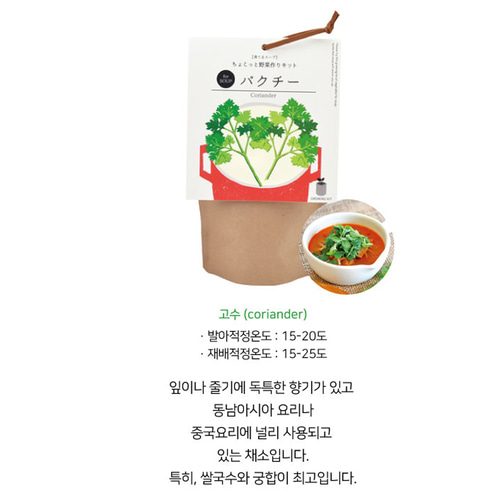 【育てるスープ】
ちょこっと野菜作りキット
for
SOUP
パクチー
Coriander
GROWING KIT
고수 (coriander)
· 발아적정온도 : 15-20도
· 재배적정온도 : 15-25도
잎이나 줄기에 독특한 향기가 있고
동남아시아 요리나
중국요리에 널리 사용되고
있는 채소입니다.
특히, 쌀국수와 궁합이 최고입니다.